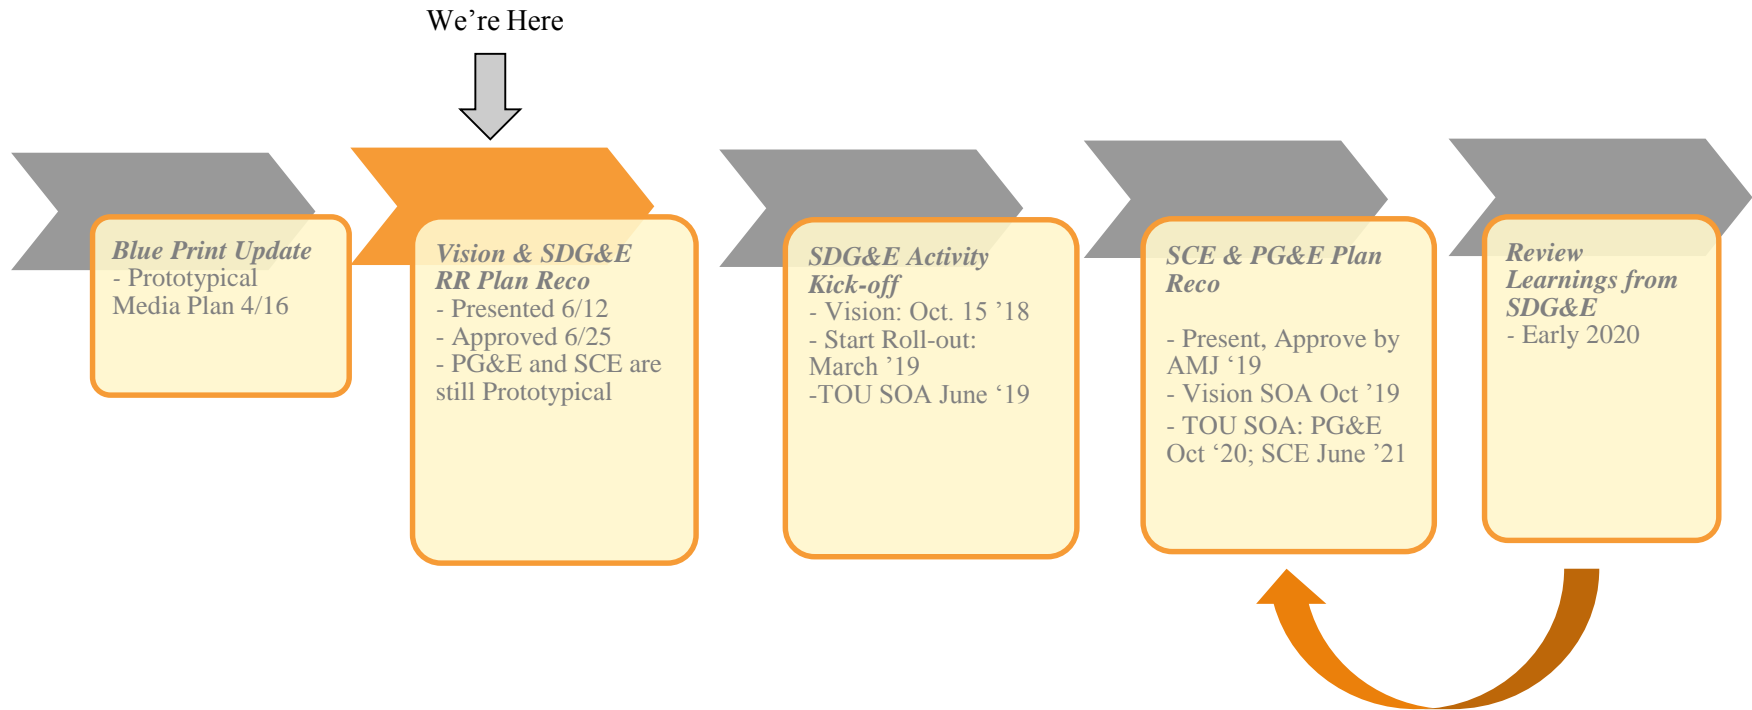 We’re Here
Blue Print Update
- Prototypical
Media Plan 4/16
Vision & SDG&E
RR Plan Reco
- Presented 6/12
- Approved 6/25
- PG&E and SCE are
still Prototypical
SDG&E Activity
Kick-off
- Vision: Oct. 15 ’18
- Start Roll-out:
March ’19
-TOU SOA June ‘19
SCE & PG&E Plan
Reco
- Present, Approve by
AMJ ‘19
- Vision SOA Oct ’19
- TOU SOA: PG&E
Oct ‘20; SCE June ’21
Review
Learnings from
SDG&E
- Early 2020